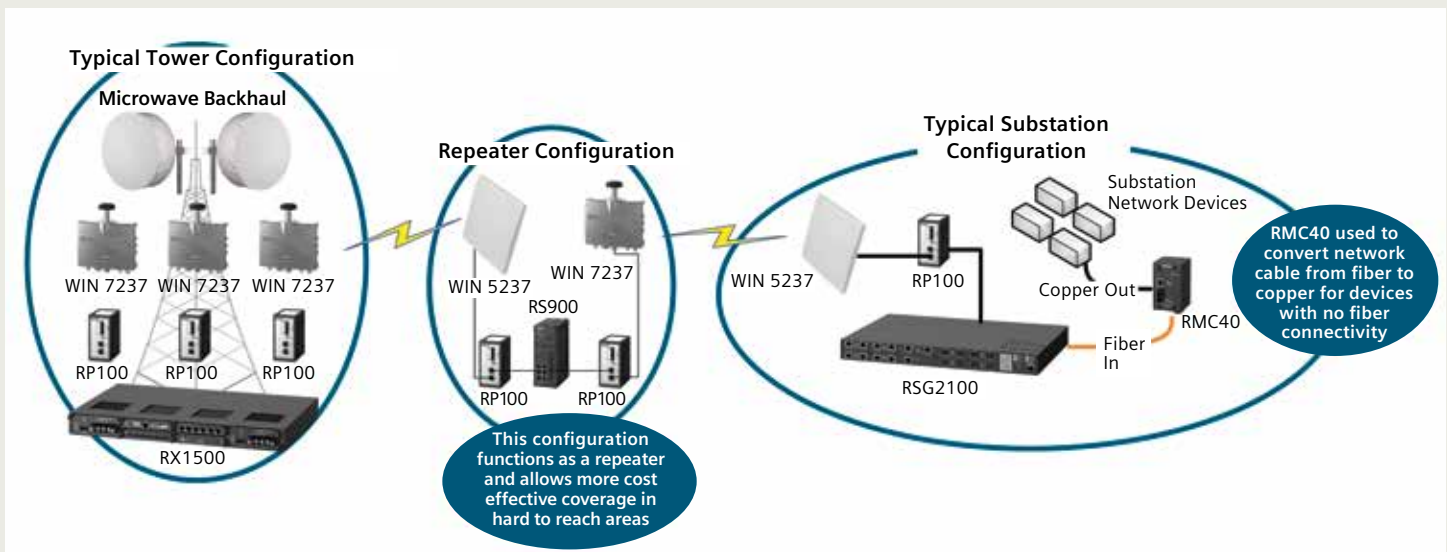 Typical Tower Configuration
Microwave Backhaul
WIN 7237
WIN 7237
WIN 7237
RP100
RP100
RP100
RX1500
Repeater Configuration
WIN 5237
WIN 7237
RS900
RP100
RP100
This configuration
functions as a repeater
and allows more cost
effective coverage in
hard to reach areas
Typical Substation
Configuration
Substation
Network Devices
WIN 5237
RP100
Copper Out
RMC40
Fiber
In
RSG2100
RMC40 used to
convert network
cable from fiber to
copper for devices
with no fiber
connectivity